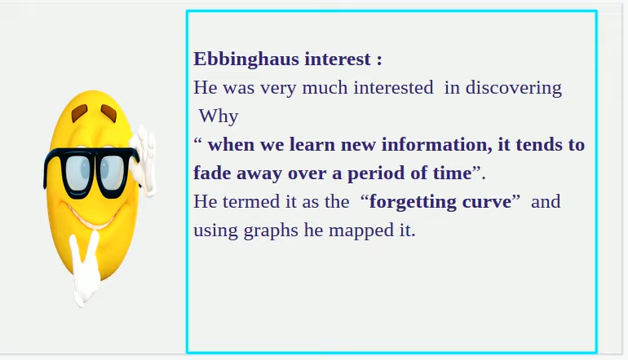 Ebbinghaus interest :
He was very much interested  in discovering
Why
“ when we learn new information, it tends to
fade away over a period of time”.
He termed it as the  “forgetting curve”  and
using graphs he mapped it.